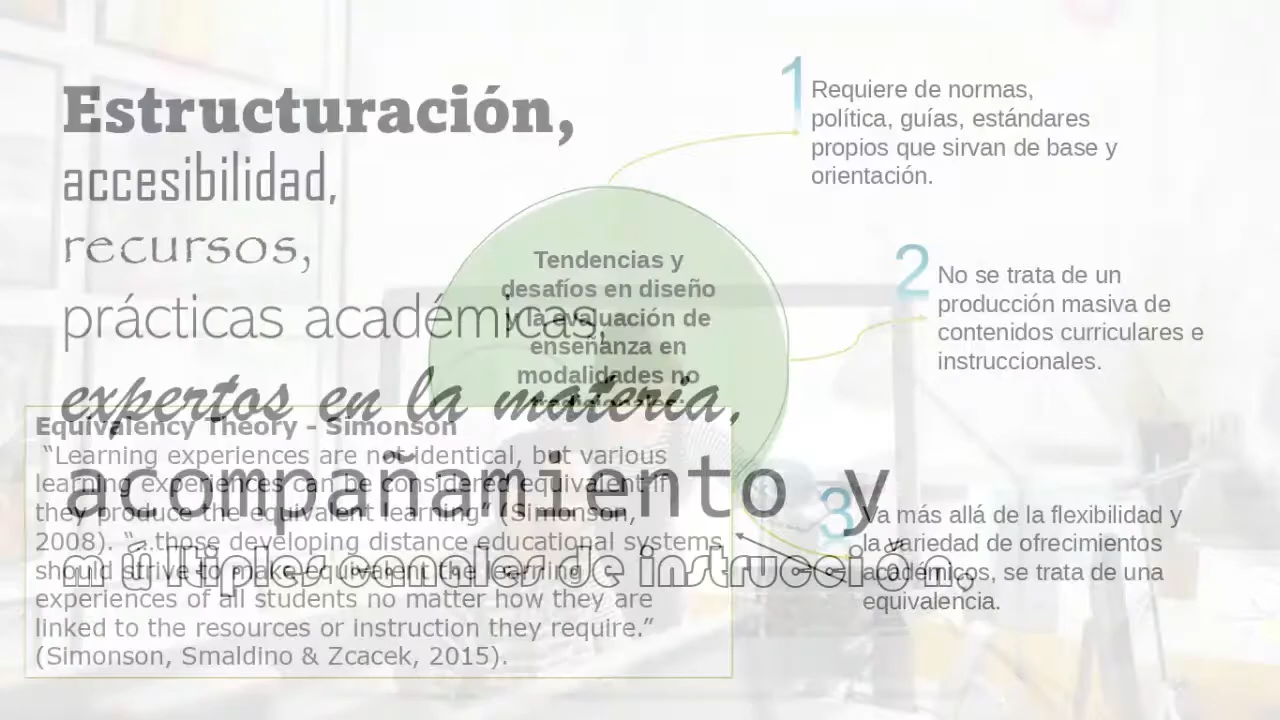 Estructuración,
accesibilidad,
recursos,
prácticas académicas,
expertos en la materia,
acompañamiento y
múltiples canales de instrucción.
Tendencias y
desafíos en diseño
y la evaluación de
enseñanza en
modalidades no
tradicionales:
1
Requiere de normas,
política, guías, estándares
propios que sirvan de base y
orientación.
2
No se trata de un
producción masiva de
contenidos curriculares e
instruccionales.
3
Va más allá de la flexibilidad y
la variedad de ofrecimientos
académicos, se trata de una
equivalencia.
Equivalency Theory - Simonson
“Learning experiences are not identical, but various
learning experiences can be considered equivalent if
they produce the equivalent learning” (Simonson,
2008). “…those developing distance educational systems
should strive to make equivalent the learning
experiences of all students no matter how they are
linked to the resources or instruction they require.”
(Simonson, Smaldino & Zcacek, 2015).